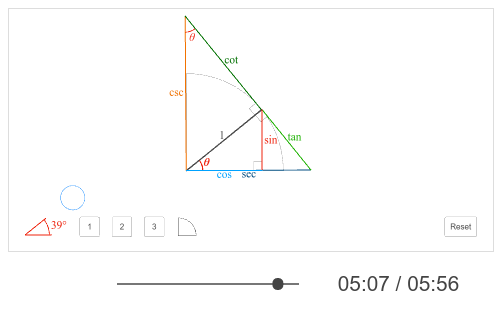 θ
cot
csc
1
sin
tan
θ
cos
sec
39°
1
2
3
Reset
05:07 / 05:56